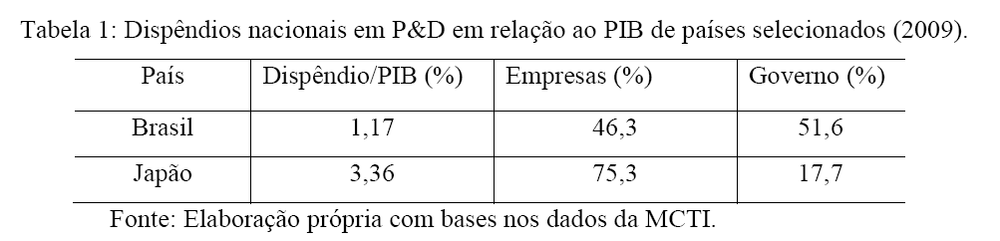 Tabela 1: Dispêndios nacionais em P&D em relação ao PIB de países selecionados (2009).
País Dispêndio/PIB (%) Empresas (%) Governo (%)
Brasil 1,17 46,3 51,6
Japão 3,36 75,3 17,7
Fonte: Elaboração própria com bases nos dados da MCTI.